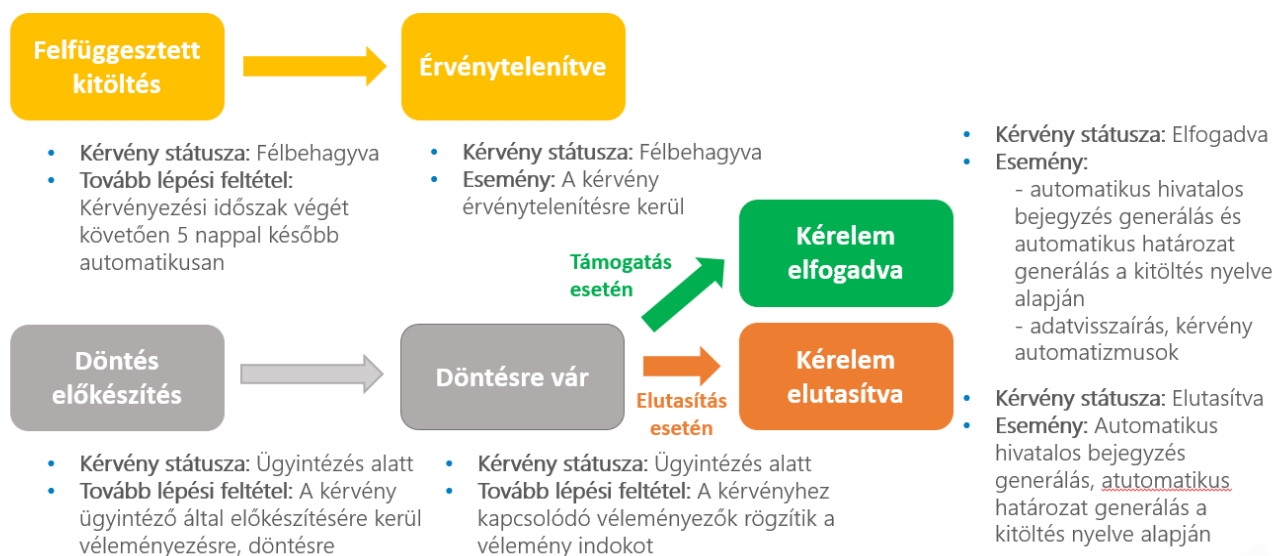 Felfüggesztett
kitöltés
Érvénytelenítve
• Kérvény státusza: Félbehagyva
• Tovább lépési feltétel:
Kérvényezési időszak végét
követően 5 nappal később
automatikusan
• Kérvény státusza: Félbehagyva
• Esemény: A kérvény
érvénytelenítésre kerül
Döntés
előkészítés
Döntésre vár
Támogatás
esetén
Kérelem
elfogadva
Elutasítás
esetén
Kérelem
elutasítva
• Kérvény státusza: Elfogadva
• Esemény:
- automatikus hivatalos
bejegyzés generálás és
automatikus határozat
generálás a kitöltés nyelve
alapján
- adatvisszaírás, kérvény
automatizmusok
• Kérvény státusza: Elutasítva
• Esemény: Automatikus
hivatalos bejegyzés
generálás, atutomatikus
határozat generálás a
kitöltés nyelve alapján
• Kérvény státusza: Ügyintézés alatt
• Tovább lépési feltétel: A kérvény
ügyintéző által előkészítésére kerül
véleményezésre, döntésre
• Kérvény státusza: Ügyintézés alatt
• Tovább lépési feltétel: A kérvényhez
kapcsolódó véleményezők rögzítik a
vélemény indokot